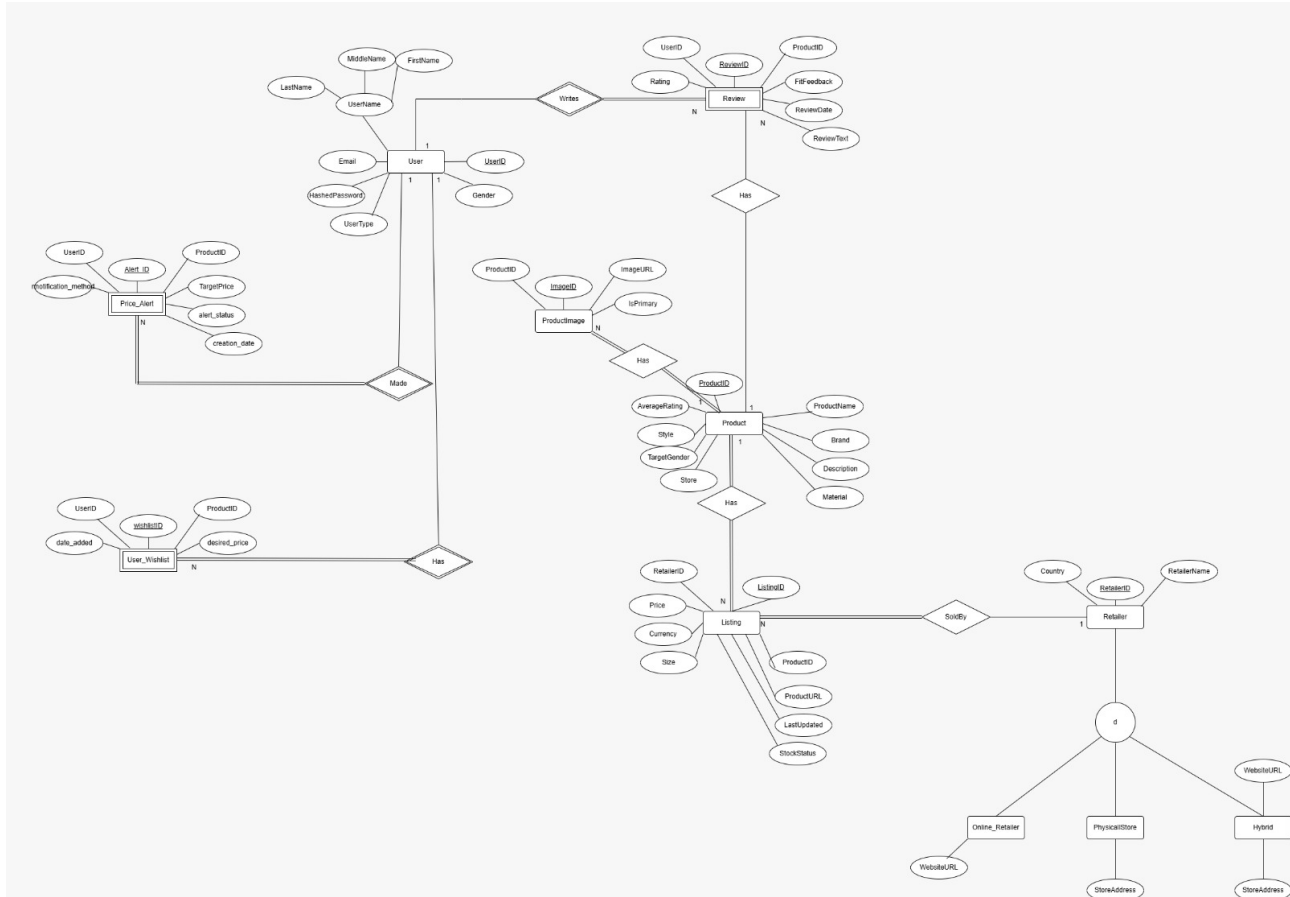 MiddleName
FirstName
LastName
UserName
Email
HashedPassword
UserType
User
UserID
Gender
1
1
1
Writes
UserID
ReviewID
ProductID
Rating
FitFeedback
ReviewDate
ReviewText
Review
N
N
Has
UserID
Alert_ID
ProductID
notification_method
TargetPrice
alert_status
creation_date
Price_Alert
N
Made
ProductID
ImageID
ImageURL
IsPrimary
ProductImage
N
Has
ProductID
AverageRating
Style
TargetGender
Store
1
1
Product
1
ProductName
Brand
Description
Material
Has
UserID
wishlistID
ProductID
date_added
desired_price
User_Wishlist
N
Has
RetailerID
N
ListingID
Price
Currency
Size
Listing
N
ProductID
ProductURL
LastUpdated
StockStatus
SoldBy
Country
RetailerID
RetailerName
1
Retailer
d
WebsiteURL
Online_Retailer
PhysicallStore
Hybrid
WebsiteURL
StoreAddress
StoreAddress